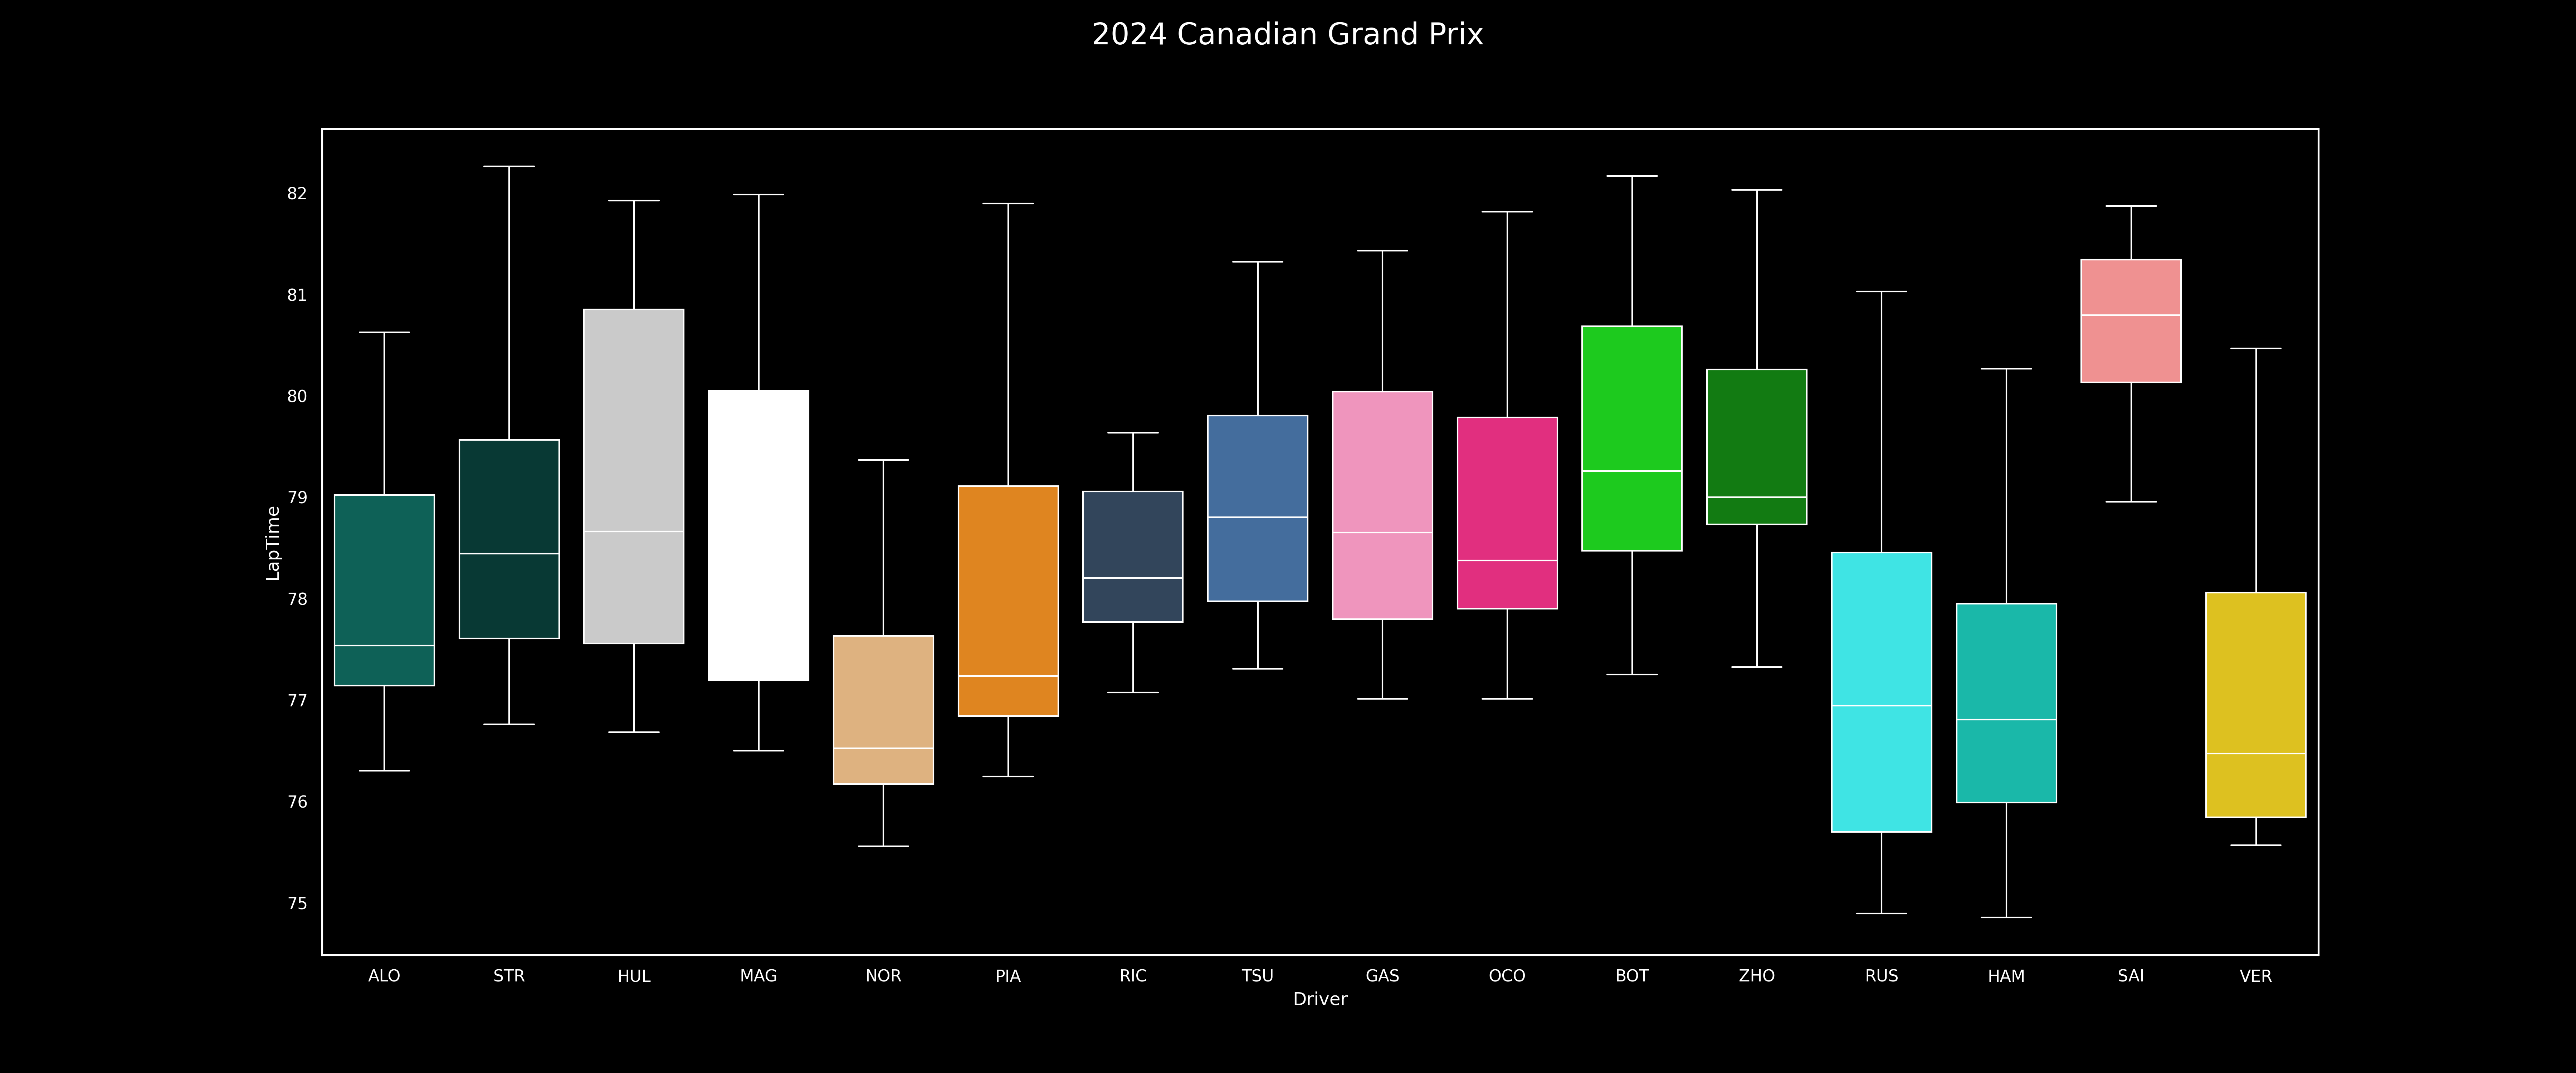 2024 Canadian Grand Prix
82
81
80
79
78
77
76
75
LapTime
ALO STR HUL MAG NOR PIA RIC TSU GAS OCO BOT ZHO RUS HAM SAI VER
Driver